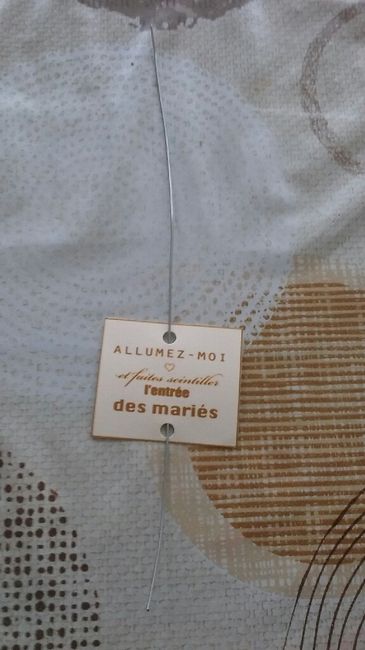 ALLUMEZ-MOI
et faites scintiller
l'entrée
des mariés